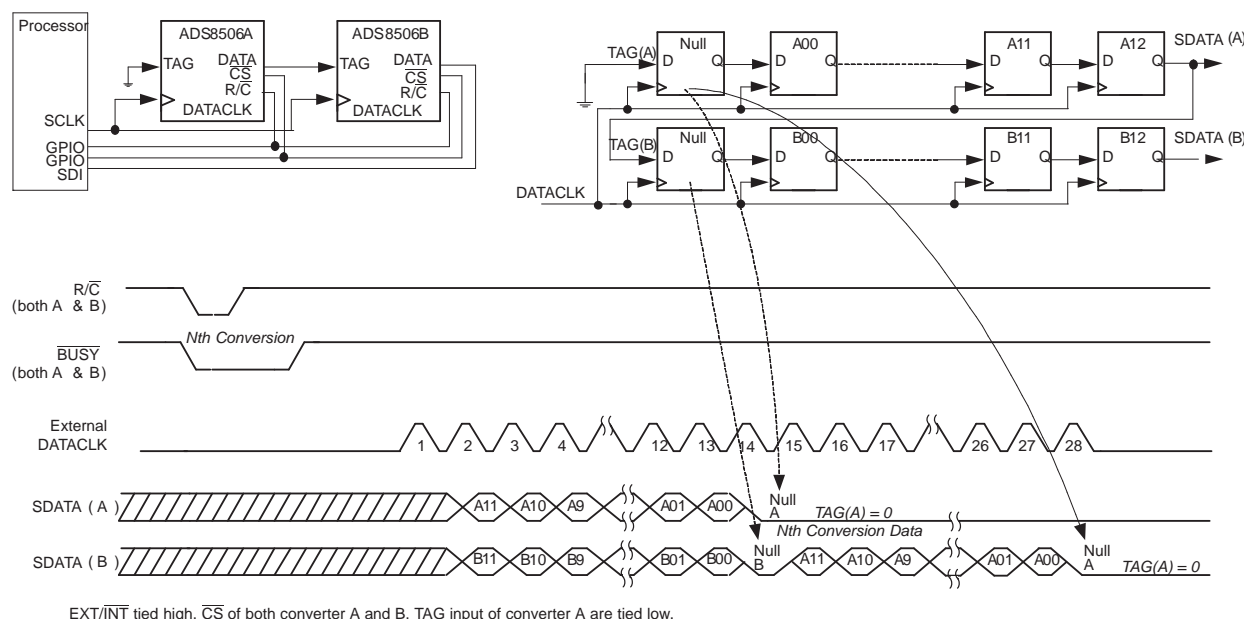 Processor
ADS8506A
ADS8506B
TAG
DATA
CS
R/C
DATACLK
TAG
DATA
CS
R/C
DATACLK
SCLK
GPIO
GPIO
SDI
Null
A00
A11
A12
SDATA (A)
TAG(A)
D
Q
D
Q
D
Q
D
Q
Null
B00
B11
B12
SDATA (B)
TAG(B)
D
Q
D
Q
D
Q
D
Q
DATACLK
R/C
(both A & B)
Nth Conversion
BUSY
(both A & B)
External
DATACLK
1 2 3 4 12 13 14 15 16 17 26 27 28
SDATA ( A )
A11 A10 A9 A01 A00
Null
A
TAG(A) = 0
Nth Conversion Data
SDATA ( B )
B11 B10 B9 B01 B00
Null
B
A11 A10 A9 A01 A00
Null
A
TAG(A) = 0
EXT/INT tied high, CS of both converter A and B, TAG input of converter A are tied low.